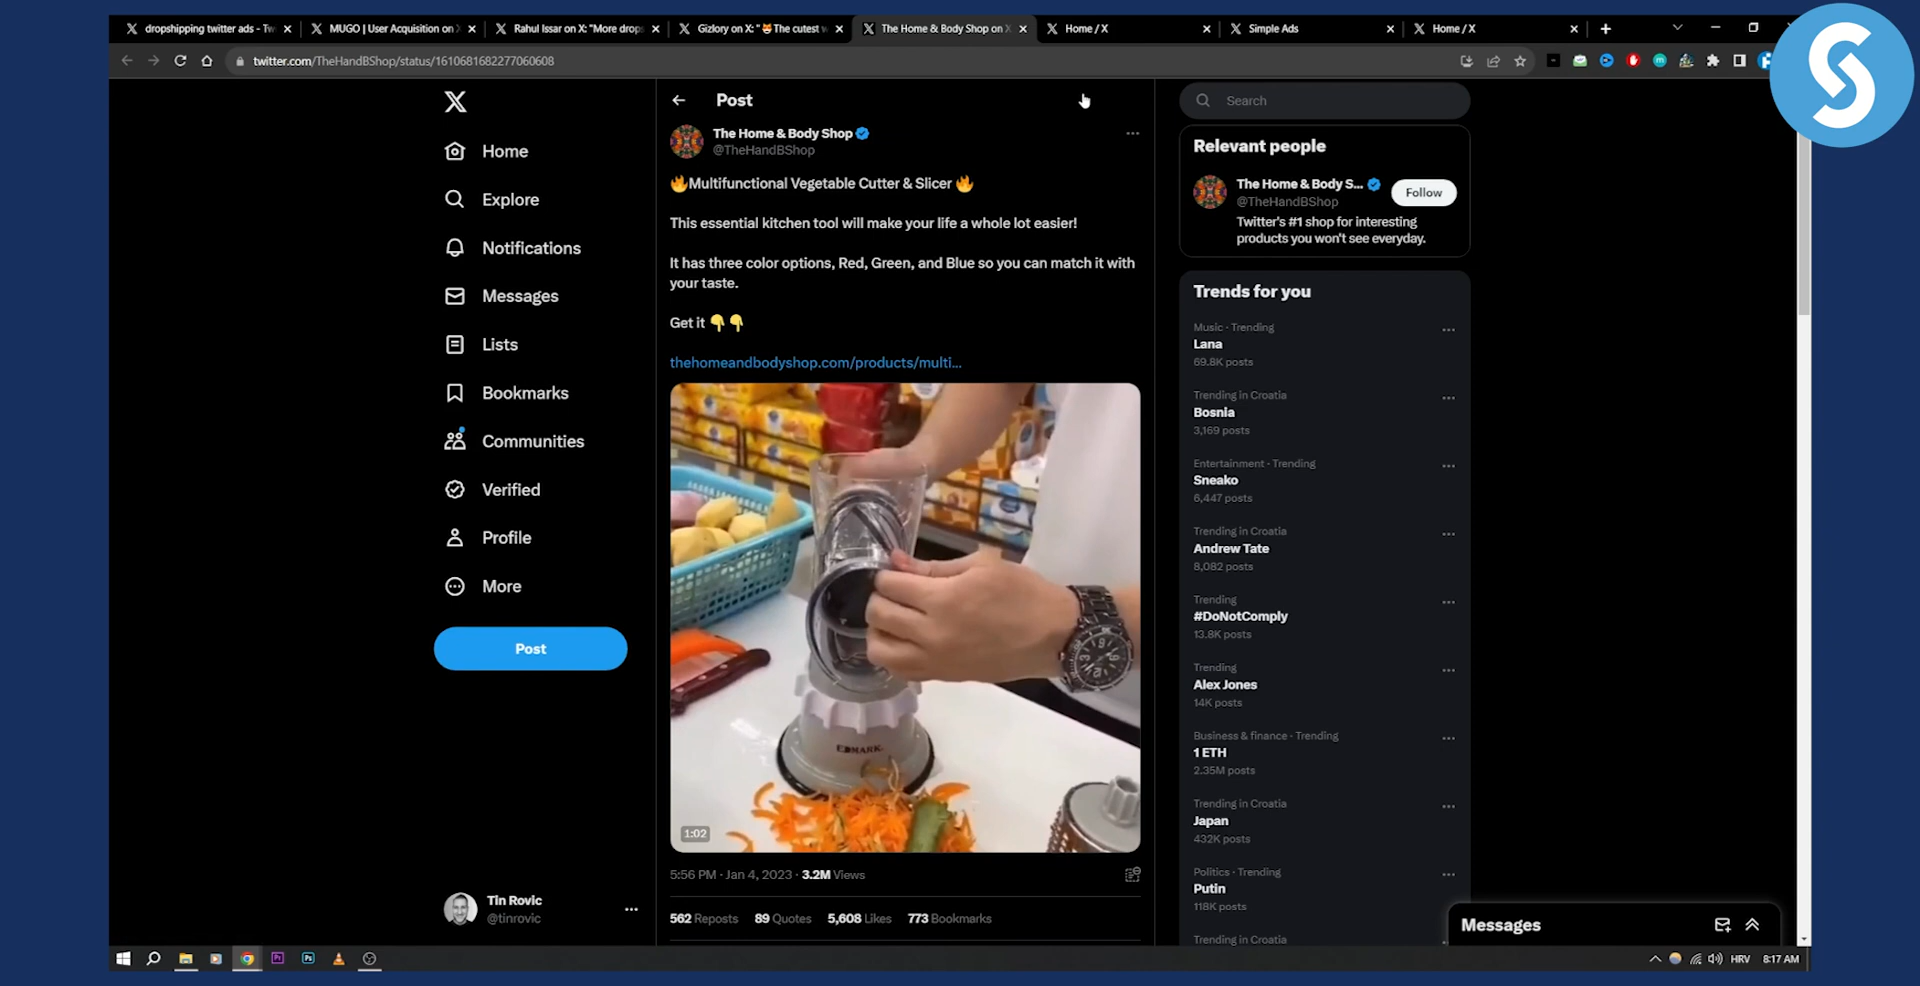 dropshipping twitter ads - Tw
MUGO | User Acquisition on X
Rahul Issar on X: "More drops
Gizlory on X: "🐯The cutest w
The Home & Body Shop on X
Home / X
Simple Ads
Home / X
twitter.com/TheHandBShop/status/1610681682277060608
Home
Explore
Notifications
Messages
Lists
Bookmarks
Communities
Verified
Profile
More
Post
Tin Rovic
@tinrovic
Post
The Home & Body Shop
@TheHandBShop
🔥Multifunctional Vegetable Cutter & Slicer 🔥
This essential kitchen tool will make your life a whole lot easier!
It has three color options, Red, Green, and Blue so you can match it with
your taste.
Get it 👇👇
thehomeandbodyshop.com/products/multi...
EDMARK
1:02
5:56 PM · Jan 4, 2023 · 3.2M Views
562 Reposts 89 Quotes 5,608 Likes 773 Bookmarks
Search
Relevant people
The Home & Body S...
Follow
@TheHandBShop
Twitter's #1 shop for interesting
products you won't see everyday.
Trends for you
Music · Trending
Lana
69.8K posts
Trending in Croatia
Bosnia
3,169 posts
Entertainment · Trending
Sneako
6,447 posts
Trending in Croatia
Andrew Tate
8,082 posts
Trending
#DoNotComply
13.8K posts
Trending
Alex Jones
14K posts
Business & finance · Trending
1 ETH
2.35M posts
Trending in Croatia
Japan
432K posts
Politics · Trending
Putin
118K posts
Trending in Croatia
Messages
HRV 8:17 AM